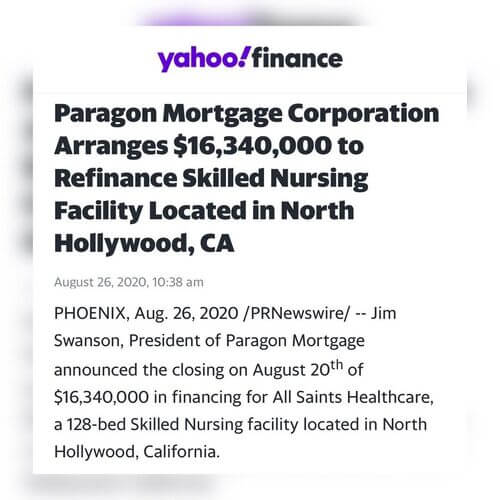 yahoo!finance
Paragon Mortgage Corporation
Arranges $16,340,000 to
Refinance Skilled Nursing
Facility Located in North
Hollywood, CA
August 26, 2020, 10:38 am
PHOENIX, Aug. 26, 2020 /PRNewswire/ -- Jim
Swanson, President of Paragon Mortgage
announced the closing on August 20th of
$16,340,000 in financing for All Saints Healthcare,
a 128-bed Skilled Nursing facility located in North
Hollywood, California.